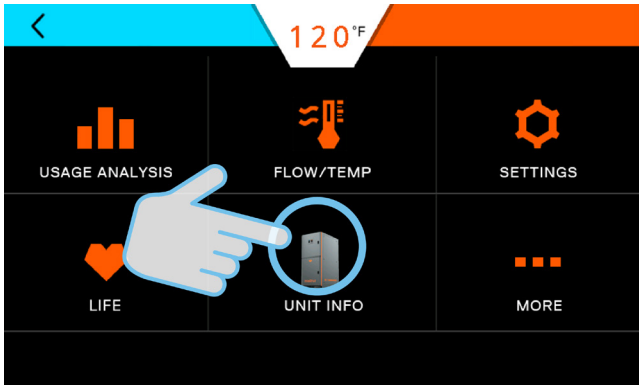 120°F
USAGE ANALYSIS
FLOW/TEMP
SETTINGS
LIFE
UNIT INFO
MORE